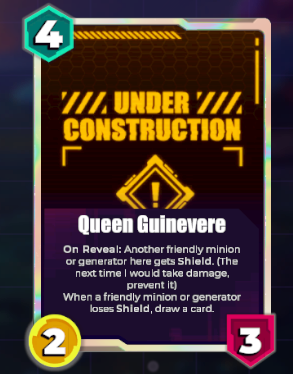 4
/// UNDER ///
CONSTRUCTION
!
Queen Guinevere
On Reveal: Another friendly minion
or generator here gets Shield. (The
next time I would take damage,
prevent it)
When a friendly minion or generator
loses Shield, draw a card.
2
3